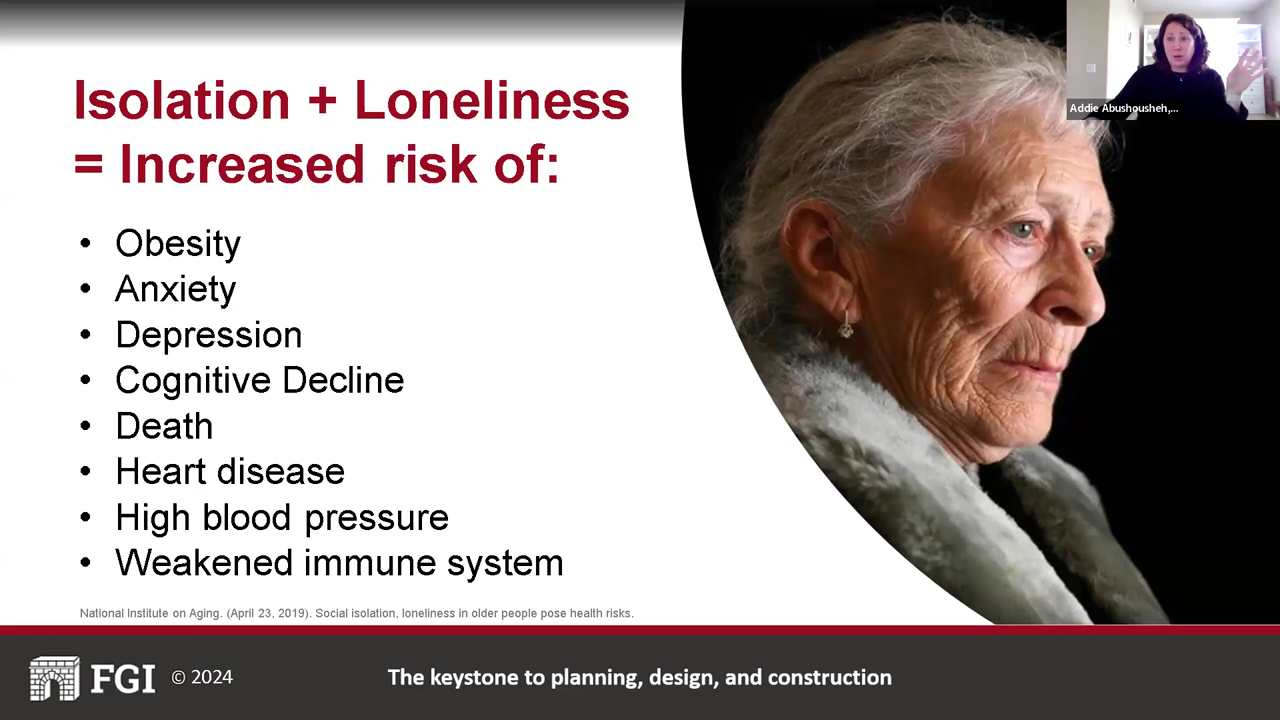 Isolation + Loneliness
= Increased risk of:
• Obesity
• Anxiety
• Depression
• Cognitive Decline
• Death
• Heart disease
• High blood pressure
• Weakened immune system
National Institute on Aging. (April 23, 2019). Social isolation, loneliness in older people pose health risks.
Addie Abushousheh,...
FGI © 2024
The keystone to planning, design, and construction